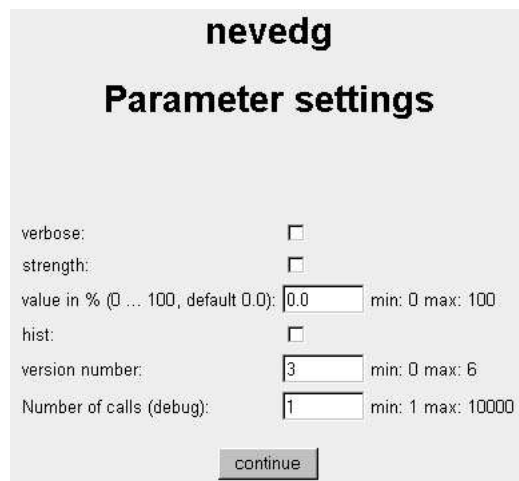 nevedg
Parameter settings
verbose:
strength:
value in % (0 ... 100, default 0.0): 0.0 min: 0 max: 100
hist:
version number: 3 min: 0 max: 6
Number of calls (debug): 1 min: 1 max: 10000
continue